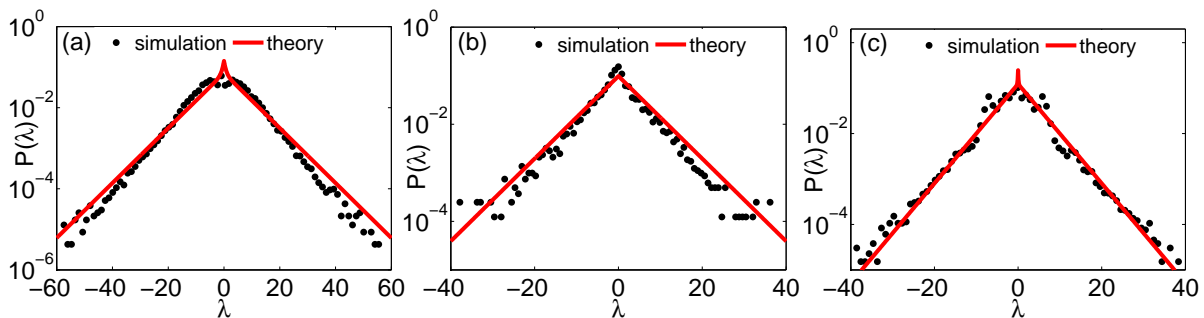 (a) simulation theory
P(λ)
10^0
10^-2
10^-4
10^-6
−60 −40 −20 0 20 40 60
λ
(b) simulation theory
P(λ)
10^0
10^-2
10^-4
−40 −20 0 20 40
λ
(c) simulation theory
P(λ)
10^0
10^-2
10^-4
−40 −20 0 20 40
λ